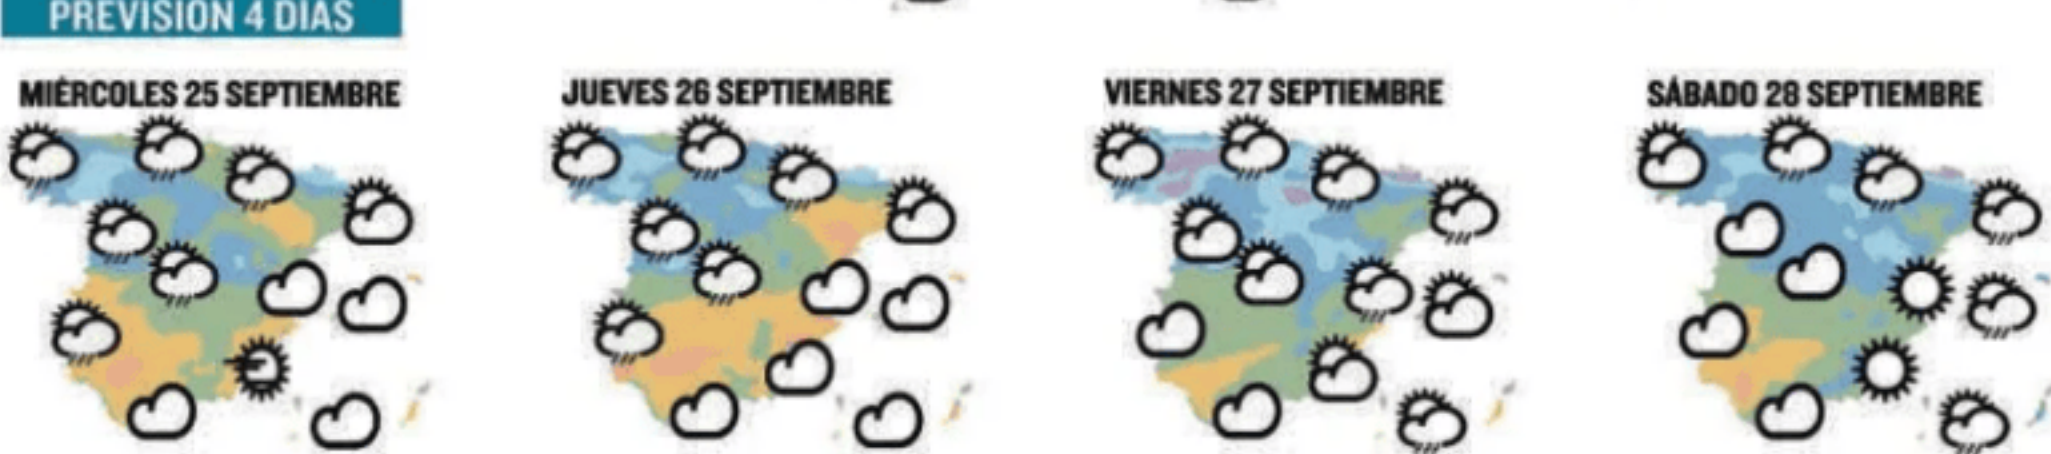 PREVISIÓN 4 DÍAS
MIÉRCOLES 25 SEPTIEMBRE
JUEVES 26 SEPTIEMBRE
VIERNES 27 SEPTIEMBRE
SÁBADO 28 SEPTIEMBRE